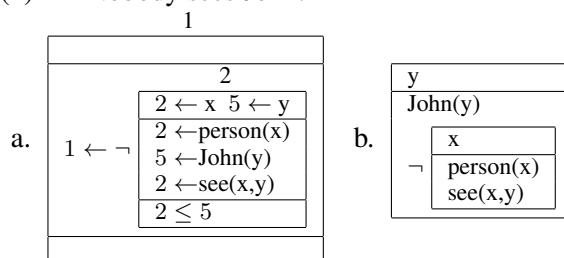 1
2
a.
1 ← ¬
2 ← x 5 ← y
2 ←person(x)
5 ←John(y)
2 ←see(x,y)
2 ≤ 5
b.
y
John(y)
¬
x
person(x)
see(x,y)